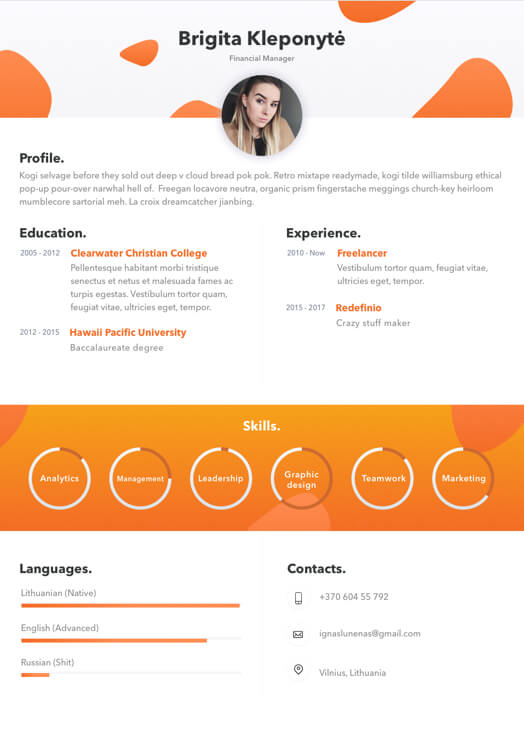 Brigita Kleponytė
Financial Manager
Profile.
Kogi selvage before they sold out deep v cloud bread pok pok. Retro mixtape readymade, kogi tilde williamsburg ethical
pop-up pour-over narwhal hell of. Freegan locavore neutra, organic prism fingerstache meggings church-key heirloom
mumblecore sartorial meh. La croix dreamcatcher jianbing.
Education.
2005 - 2012 Clearwater Christian College
Pellentesque habitant morbi tristique
senectus et netus et malesuada fames ac
turpis egestas. Vestibulum tortor quam,
feugiat vitae, ultricies eget, tempor.
2012 - 2015 Hawaii Pacific University
Baccalaureate degree
Experience.
2010 - Now Freelancer
Vestibulum tortor quam, feugiat vitae,
ultricies eget, tempor.
2015 - 2017 Redefinio
Crazy stuff maker
Skills.
Analytics
Management
Leadership
Graphic
design
Teamwork
Marketing
Languages.
Lithuanian (Native)
English (Advanced)
Russian (Shit)
Contacts.
+370 604 55 792
ignaslunenas@gmail.com
Vilnius, Lithuania